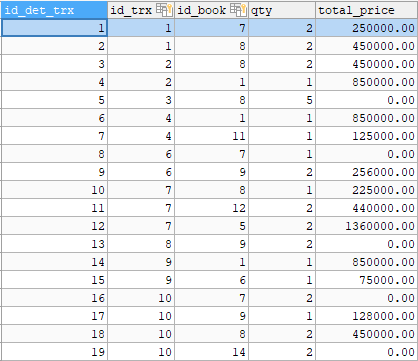 id_det_trx id_trx id_book qty total_price
1 1 7 2 250000.00
2 1 8 2 450000.00
3 2 8 2 450000.00
4 2 1 1 850000.00
5 3 8 5 0.00
6 4 1 1 850000.00
7 4 11 1 125000.00
8 6 7 1 0.00
9 6 9 2 256000.00
10 7 8 1 225000.00
11 7 12 2 440000.00
12 7 5 2 1360000.00
13 8 9 2 0.00
14 9 1 1 850000.00
15 9 6 1 75000.00
16 10 7 2 0.00
17 10 9 1 128000.00
18 10 8 2 450000.00
19 10 14 2 0.00